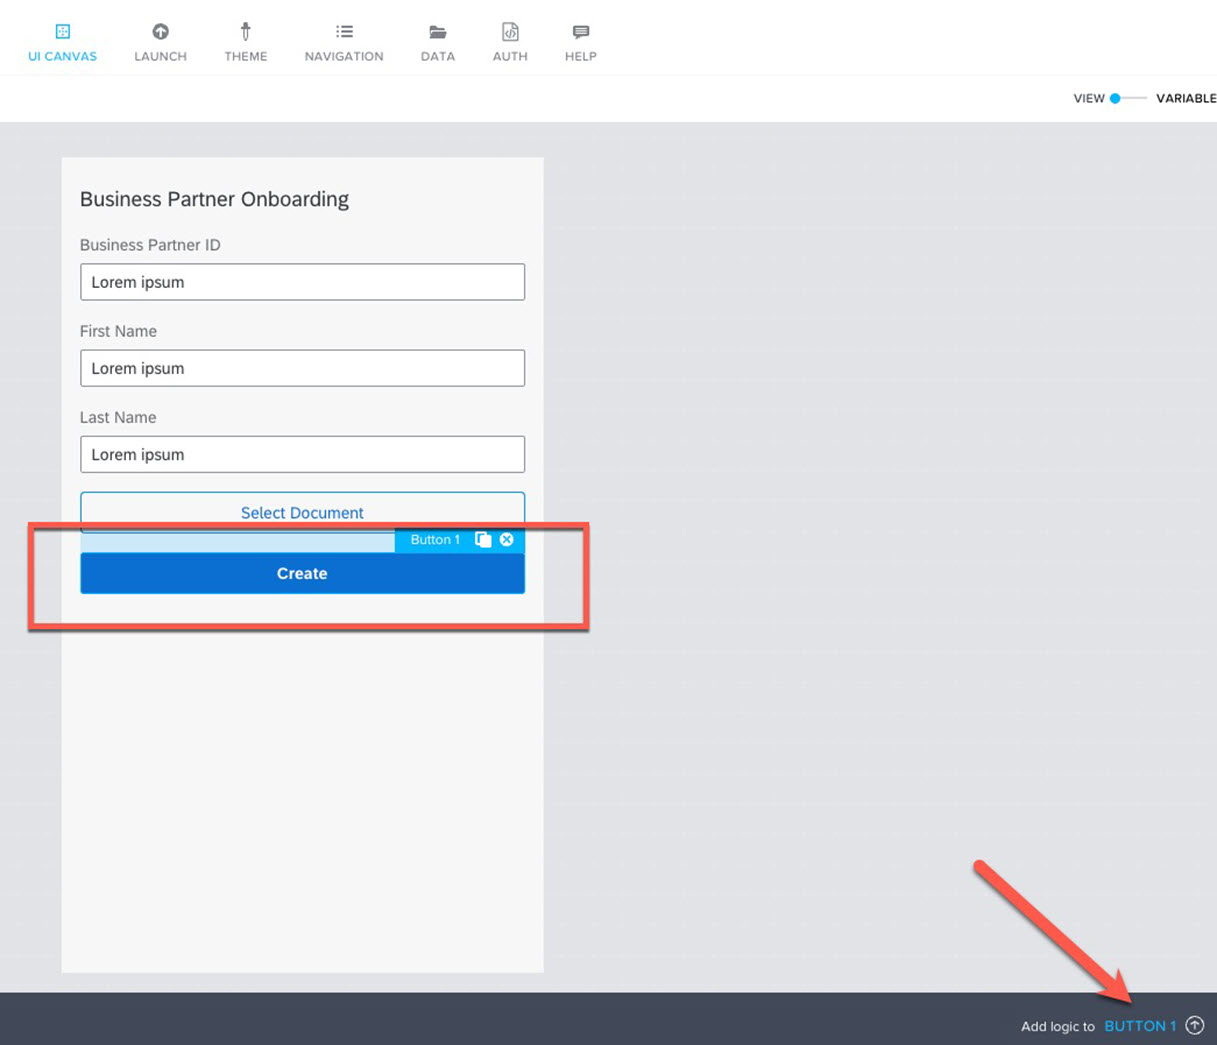 UI CANVAS LAUNCH THEME NAVIGATION DATA AUTH HELP
VIEW VARIABLE
Business Partner Onboarding
Business Partner ID
Lorem ipsum
First Name
Lorem ipsum
Last Name
Lorem ipsum
Select Document
Button 1
Create
Add logic to BUTTON 1